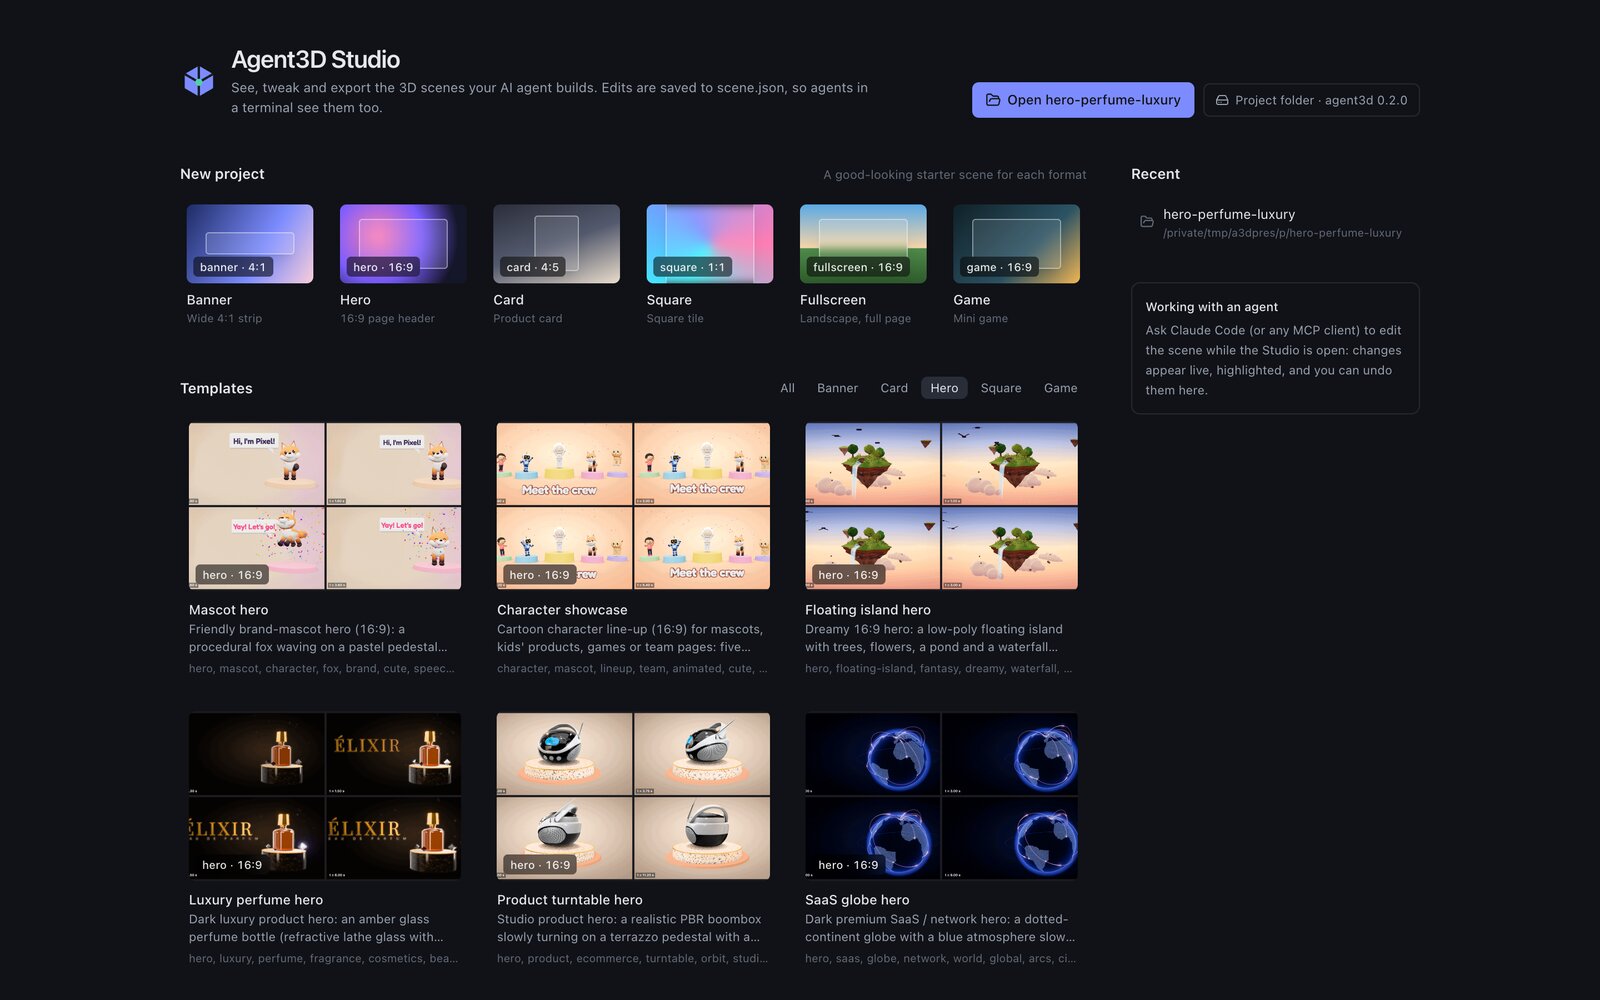 Agent3D Studio
See, tweak and export the 3D scenes your AI agent builds. Edits are saved to scene.json, so agents in
a terminal see them too.
Open hero-perfume-luxury
Project folder · agent3d 0.2.0
New project
A good-looking starter scene for each format
banner · 4:1
hero · 16:9
card · 4:5
square · 1:1
fullscreen · 16:9
game · 16:9
Banner
Hero
Card
Square
Fullscreen
Game
Wide 4:1 strip
16:9 page header
Product card
Square tile
Landscape, full page
Mini game
Recent
hero-perfume-luxury
/private/tmp/a3dpres/p/hero-perfume-luxury
Working with an agent
Ask Claude Code (or any MCP client) to edit
the scene while the Studio is open: changes
appear live, highlighted, and you can undo
them here.
Templates
All
Banner
Card
Hero
Square
Game
Hi, I'm Pixel!
Hi, I'm Pixel!
Yay! Let's go!
Yay! Let's go!
hero · 16:9
Mascot hero
Friendly brand-mascot hero (16:9): a
procedural fox waving on a pastel pedestal...
hero, mascot, character, fox, brand, cute, speec...
Meet the crew
Meet the crew
crew
Meet the crew
hero · 16:9
Character showcase
Cartoon character line-up (16:9) for mascots,
kids' products, games or team pages: five...
character, mascot, lineup, team, animated, cute, ...
hero · 16:9
Floating island hero
Dreamy 16:9 hero: a low-poly floating island
with trees, flowers, a pond and a waterfall...
hero, floating-island, fantasy, dreamy, waterfall, ...
ÉLIXIR
ÉLIXIR
ÉLIXIR
hero · 16:9
Luxury perfume hero
Dark luxury product hero: an amber glass
perfume bottle (refractive lathe glass with...
hero, luxury, perfume, fragrance, cosmetics, bea...
hero · 16:9
Product turntable hero
Studio product hero: a realistic PBR boombox
slowly turning on a terrazzo pedestal with a...
hero, product, ecommerce, turntable, orbit, studi...
hero · 16:9
SaaS globe hero
Dark premium SaaS / network hero: a dotted-
continent globe with a blue atmosphere slow...
hero, saas, globe, network, world, global, arcs, ci...